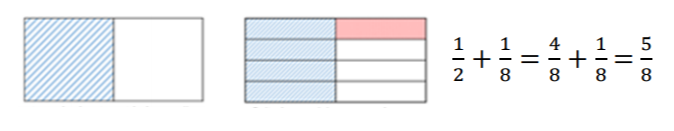 1/2 + 1/8 = 4/8 + 1/8 = 5/8